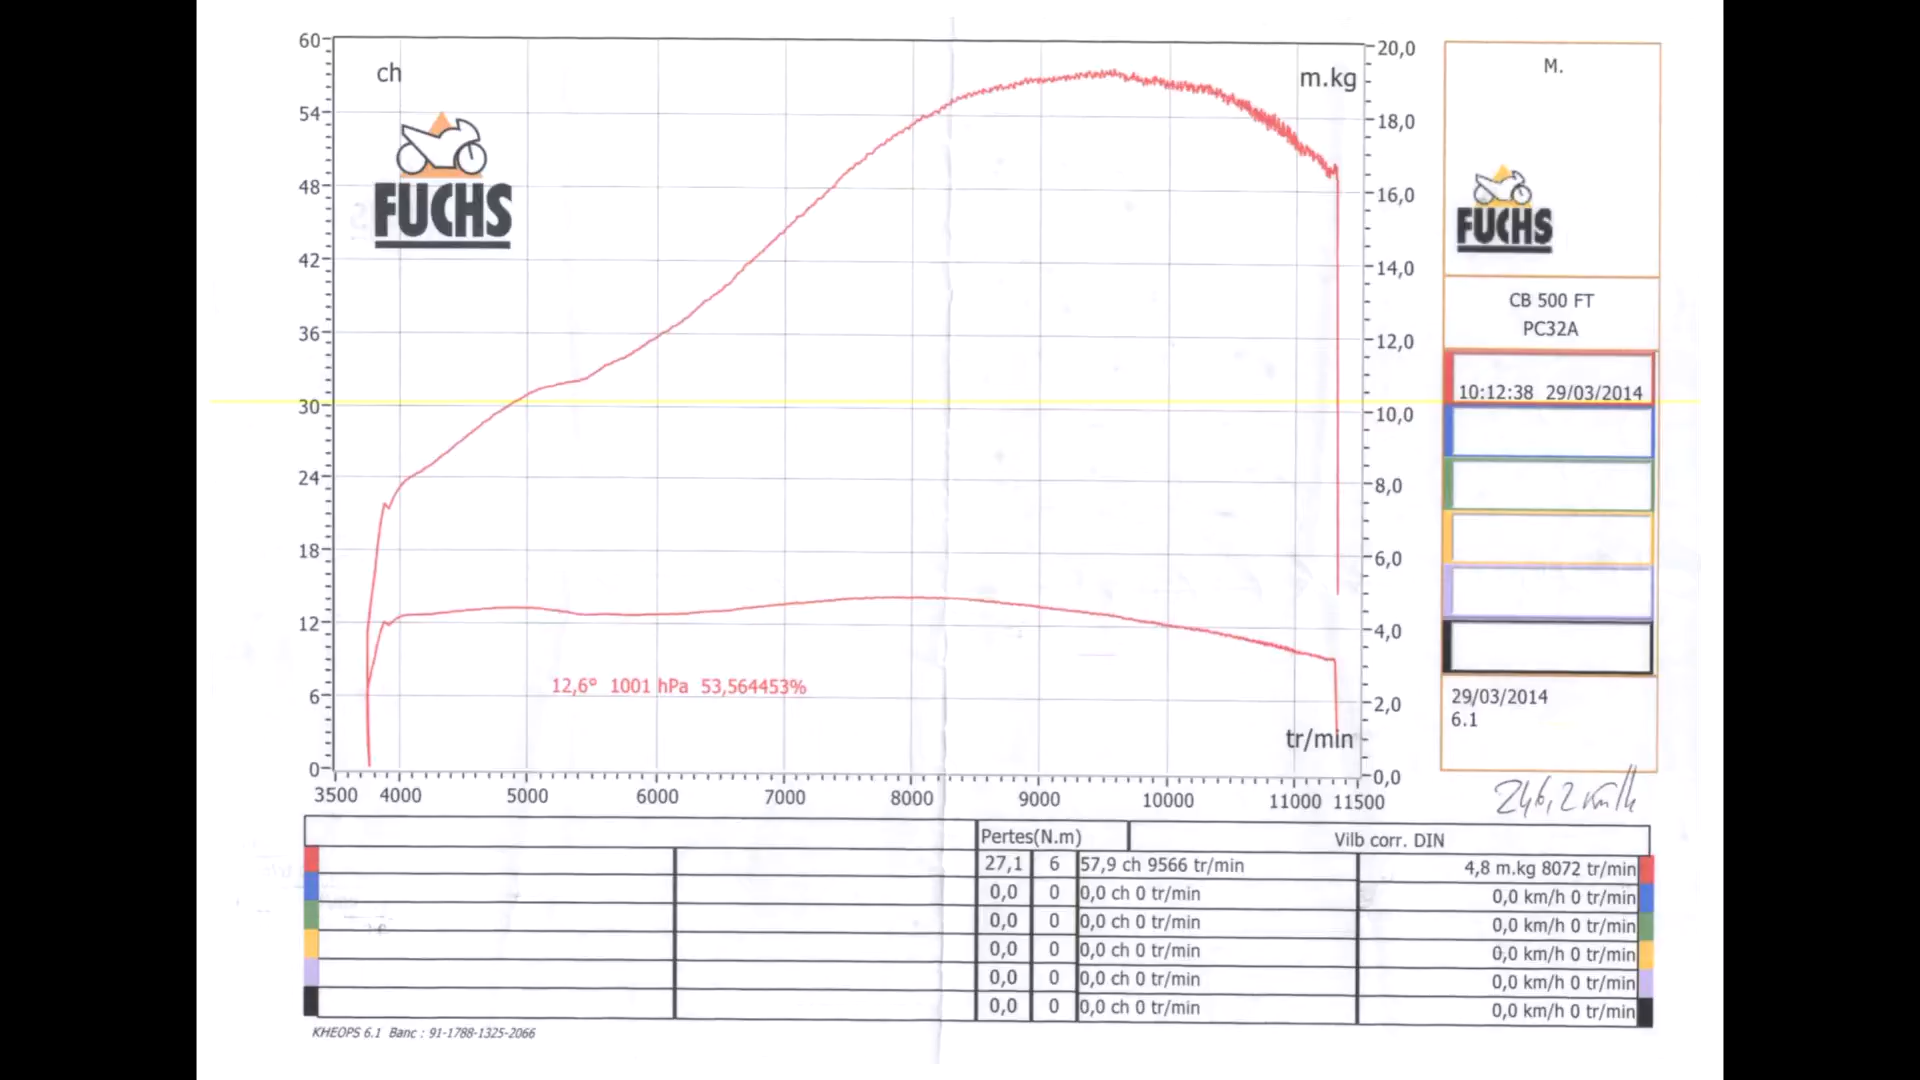 60
54
48
42
36
30
24
18
12
6
0
ch
FUCHS
m.kg
20,0
18,0
16,0
14,0
12,0
10,0
8,0
6,0
4,0
2,0
0,0
12,6° 1001 hPa 53,564453%
tr/min
3500 4000 5000 6000 7000 8000 9000 10000 11000 11500
M.
FUCHS
CB 500 FT
PC32A
10:12:38 29/03/2014
29/03/2014
6.1
246,2 km/h
Pertes(N.m) Vilb corr. DIN
27,1 6 57,9 ch 9566 tr/min 4,8 m.kg 8072 tr/min
0,0 0 0,0 ch 0 tr/min 0,0 km/h 0 tr/min
0,0 0 0,0 ch 0 tr/min 0,0 km/h 0 tr/min
0,0 0 0,0 ch 0 tr/min 0,0 km/h 0 tr/min
0,0 0 0,0 ch 0 tr/min 0,0 km/h 0 tr/min
0,0 0 0,0 ch 0 tr/min 0,0 km/h 0 tr/min
KHEOPS 6.1 Banc : 91-1788-1325-2066